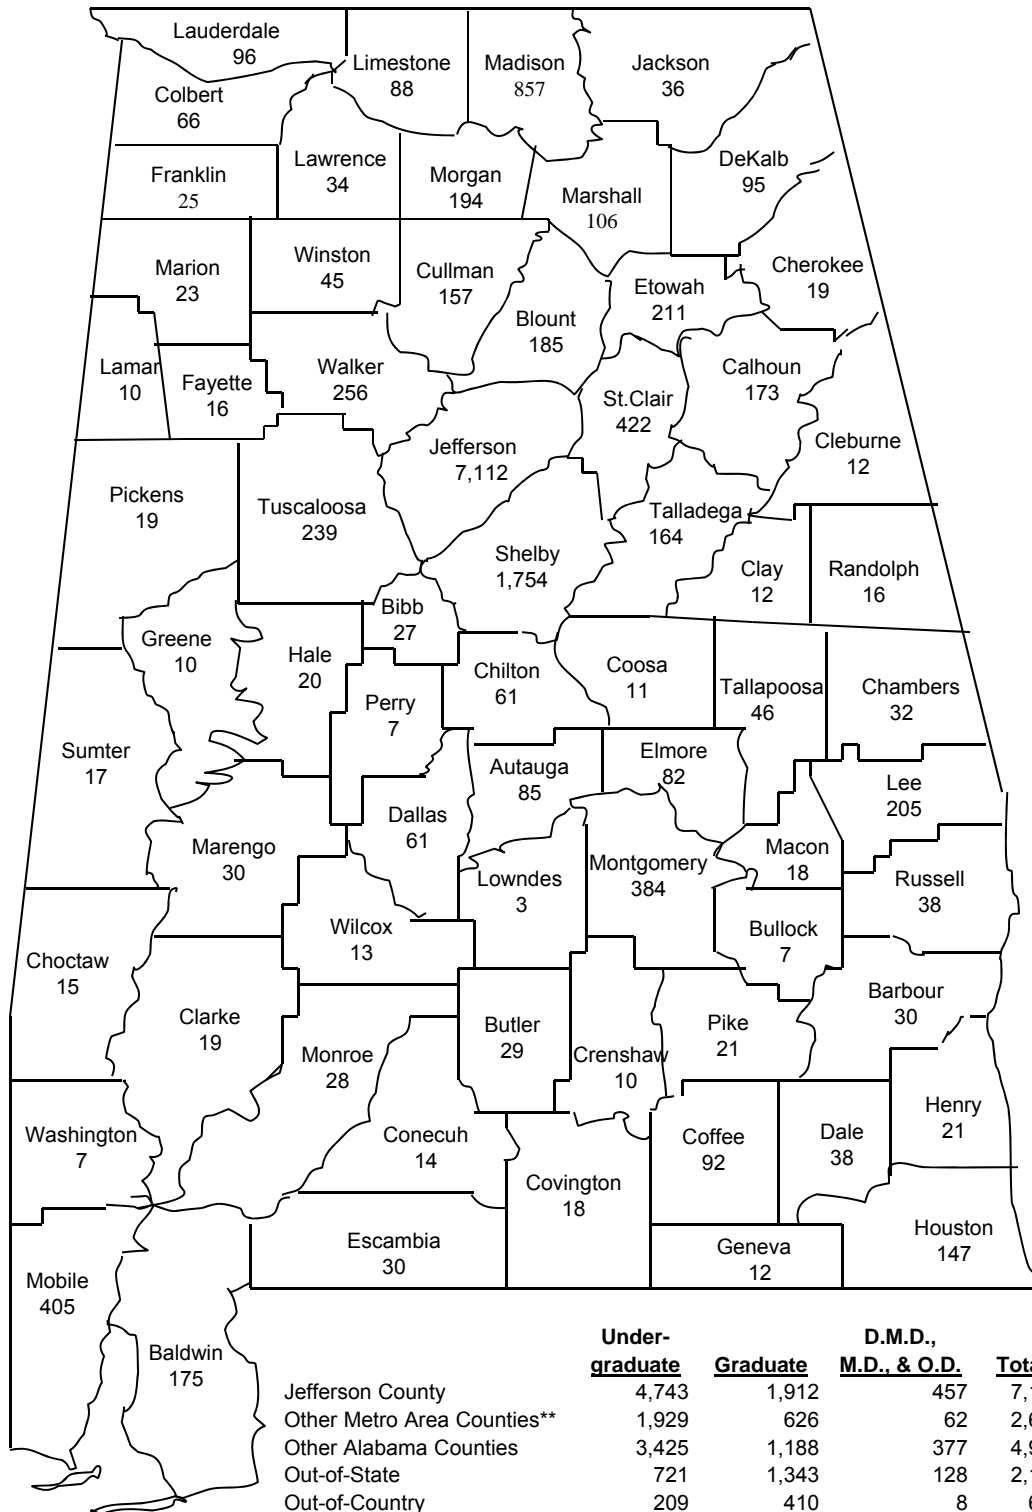 Lauderdale
96
Limestone
88
Madison
857
Jackson
36
Colbert
66
Franklin
25
Lawrence
34
Morgan
194
Marshall
106
DeKalb
95
Marion
23
Winston
45
Cullman
157
Blount
185
Etowah
211
Cherokee
19
Lamar
10
Fayette
16
Walker
256
Jefferson
7,112
St.Clair
422
Calhoun
173
Cleburne
12
Pickens
19
Tuscaloosa
239
Shelby
1,754
Talladega
164
Clay
12
Randolph
16
Greene
10
Hale
20
Bibb
27
Perry
7
Chilton
61
Coosa
11
Tallapoosa
46
Chambers
32
Sumter
17
Marengo
30
Dallas
61
Autauga
85
Elmore
82
Lee
205
Lowndes
3
Montgomery
384
Macon
18
Russell
38
Choctaw
15
Wilcox
13
Bullock
7
Barbour
30
Clarke
19
Monroe
28
Butler
29
Crenshaw
10
Pike
21
Henry
21
Washington
7
Conecuh
14
Covington
18
Coffee
92
Dale
38
Houston
147
Escambia
30
Geneva
12
Mobile
405
Baldwin
175
Under- D.M.D.,
graduate Graduate M.D., & O.D.
Jefferson County 4,743 1,912 457
Other Metro Area Counties** 1,929 626 62
Other Alabama Counties 3,425 1,188 377
Out-of-State 721 1,343 128
Out-of-Country 209 410 8